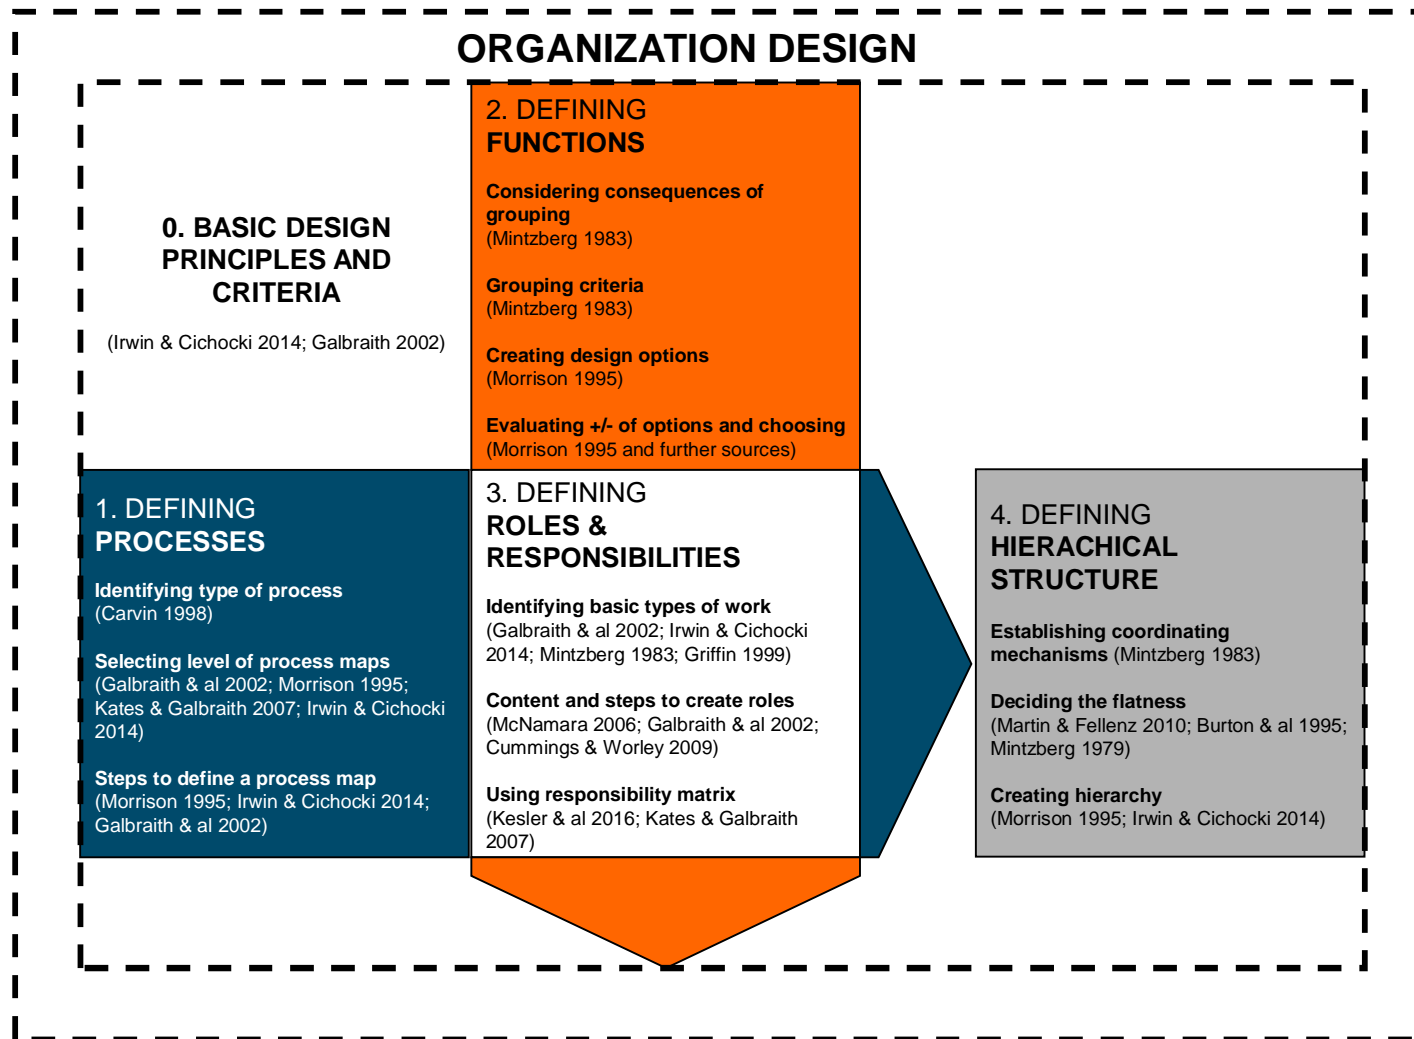 ORGANIZATION DESIGN
0. BASIC DESIGN
PRINCIPLES AND
CRITERIA
(Irwin & Cichocki 2014; Galbraith 2002)
2. DEFINING
FUNCTIONS
Considering consequences of
grouping
(Mintzberg 1983)
Grouping criteria
(Mintzberg 1983)
Creating design options
(Morrison 1995)
Evaluating +/- of options and choosing
(Morrison 1995 and further sources)
1. DEFINING
PROCESSES
Identifying type of process
(Carvin 1998)
Selecting level of process maps
(Galbraith & al 2002; Morrison 1995;
Kates & Galbraith 2007; Irwin & Cichocki
2014)
Steps to define a process map
(Morrison 1995; Irwin & Cichocki 2014;
Galbraith & al 2002)
3. DEFINING
ROLES &
RESPONSIBILITIES
Identifying basic types of work
(Galbraith & al 2002; Irwin & Cichocki
2014; Mintzberg 1983; Griffin 1999)
Content and steps to create roles
(McNamara 2006; Galbraith & al 2002;
Cummings & Worley 2009)
Using responsibility matrix
(Kesler & al 2016; Kates & Galbraith
2007)
4. DEFINING
HIERACHICAL
STRUCTURE
Establishing coordinating
mechanisms (Mintzberg 1983)
Deciding the flatness
(Martin & Fellenz 2010; Burton & al 1995;
Mintzberg 1979)
Creating hierarchy
(Morrison 1995; Irwin & Cichocki 2014)